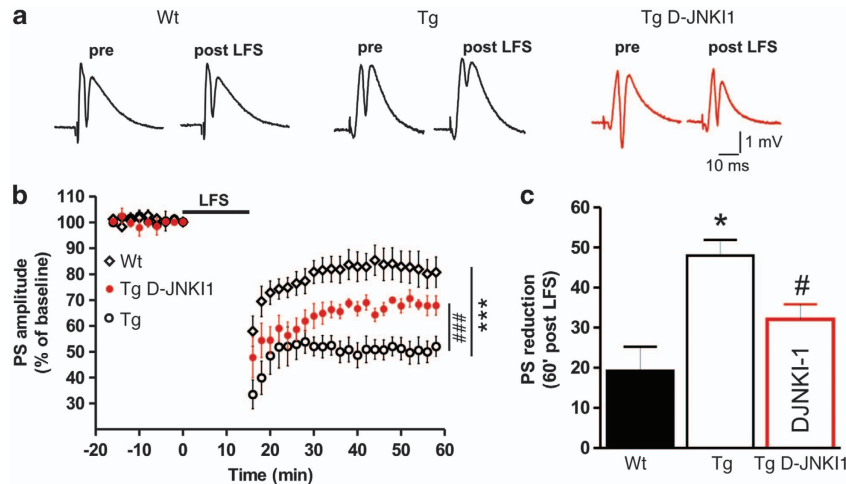 a
Wt
Tg
Tg D-JNKI1
pre
post LFS
pre
post LFS
pre
post LFS
1 mV
10 ms
b
PS amplitude
(% of baseline)
110
100
90
80
70
60
50
40
30
LFS
Wt
Tg D-JNKI1
Tg
###
***
-20 -10 0 10 20 30 40 50 60
Time (min)
c
PS reduction
(60' post LFS)
60
50
40
30
20
10
0
*
#
DJNKI-1
Wt Tg Tg D-JNKI1